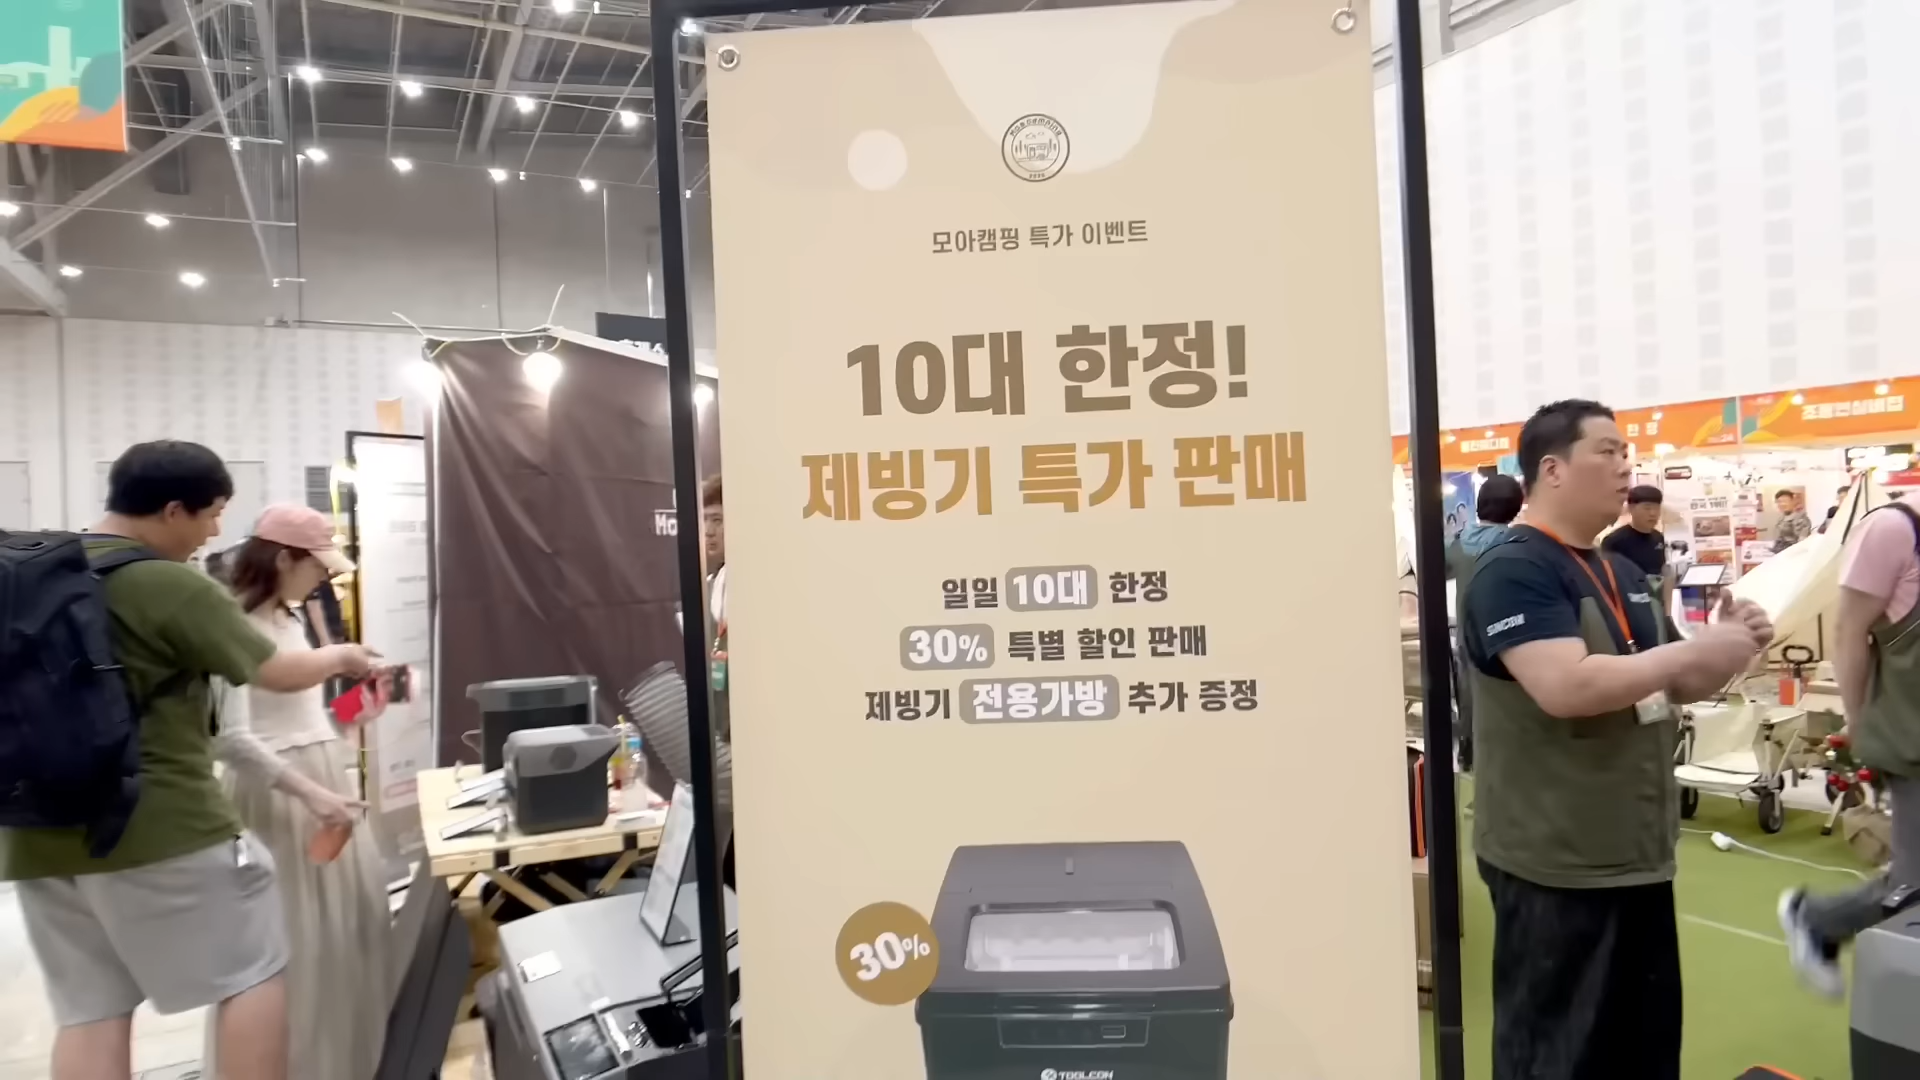 moacamping
모아캠핑 특가 이벤트
10대 한정!
제빙기 특가 판매
일일 10대 한정
30% 특별 할인 판매
제빙기 전용가방 추가 증정
30%
TOOLCON